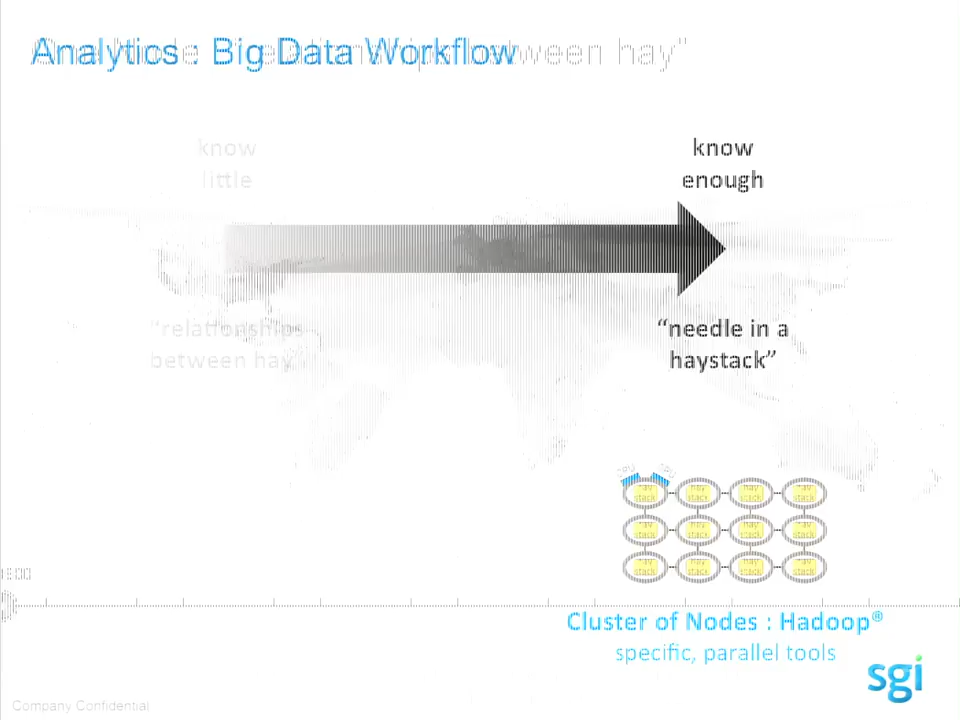 Analytics : Big Data Workflow
between hay"
know
little
know
enough
“relationships
between hay”
“needle in a
haystack”
hay
stack
hay
stack
hay
stack
hay
stack
hay
stack
hay
stack
hay
stack
hay
stack
hay
stack
hay
stack
hay
stack
hay
stack
Cluster of Nodes : Hadoop®
specific, parallel tools
sgi
Company Confidential